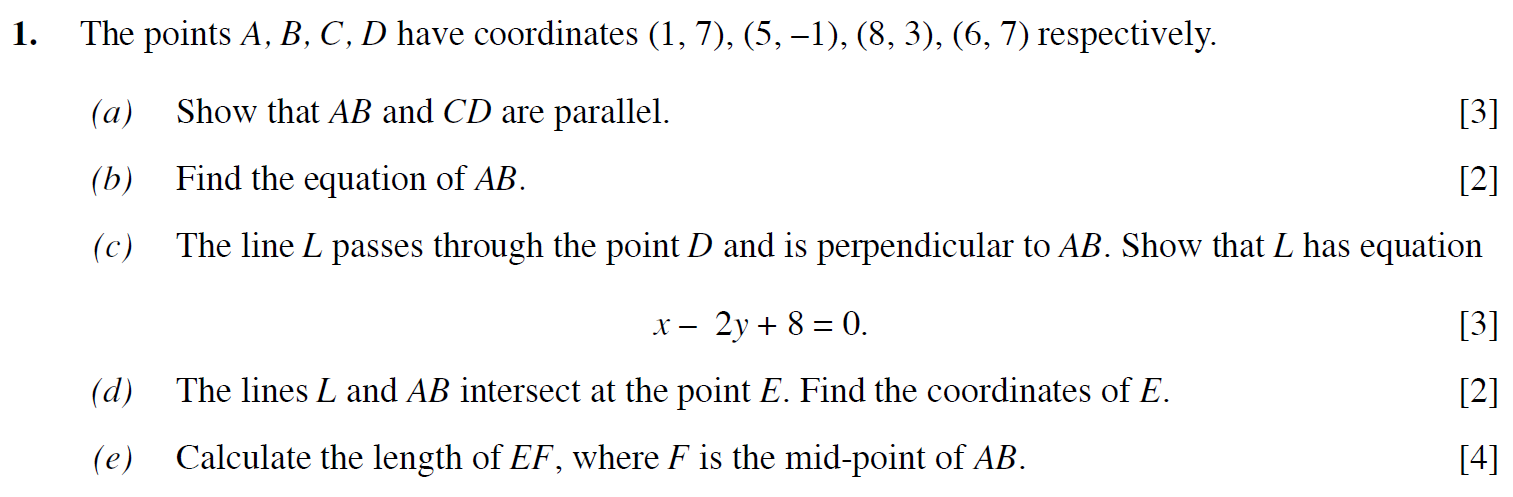 1. The points A, B, C, D have coordinates (1, 7), (5, –1), (8, 3), (6, 7) respectively.
(a) Show that AB and CD are parallel. [3]
(b) Find the equation of AB. [2]
(c) The line L passes through the point D and is perpendicular to AB. Show that L has equation
x – 2y + 8 = 0. [3]
(d) The lines L and AB intersect at the point E. Find the coordinates of E. [2]
(e) Calculate the length of EF, where F is the mid-point of AB. [4]